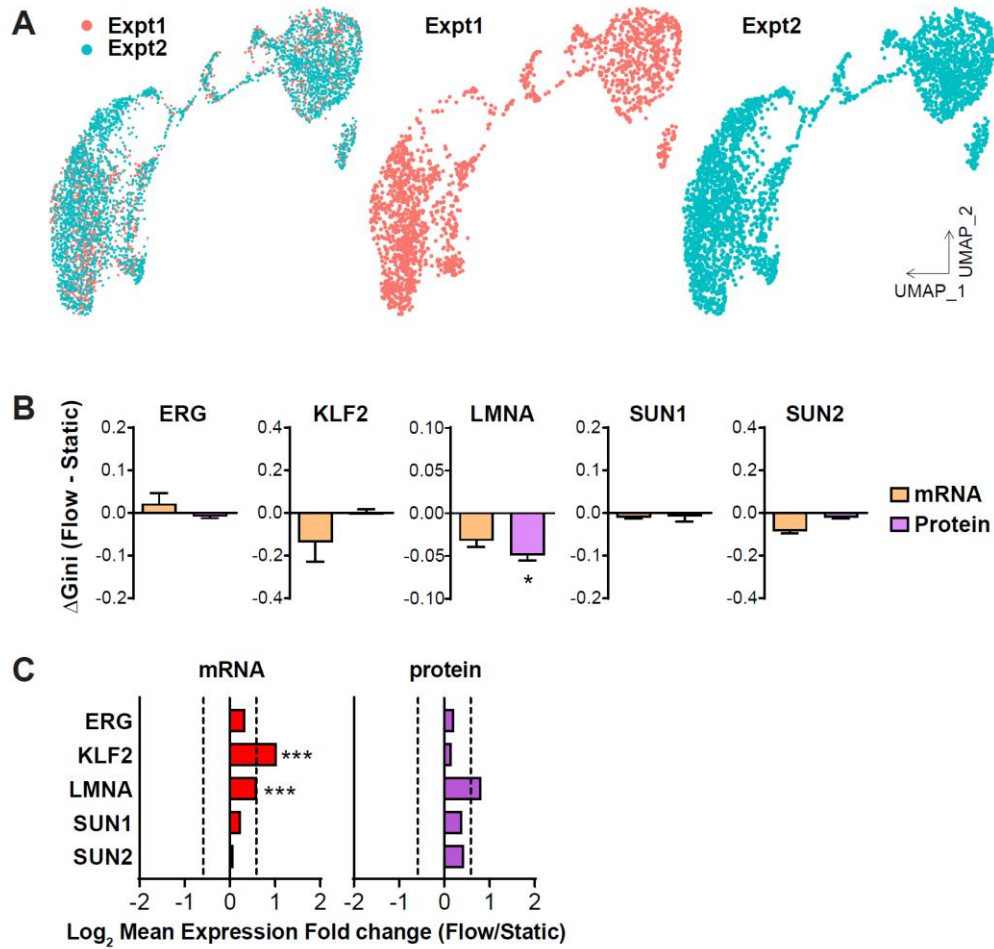 A
Expt1
Expt2
Expt1
Expt2
UMAP_2
UMAP_1
B
ΔGini (Flow - Static)
ERG
0.2
0.1
0.0
-0.1
-0.2
KLF2
0.4
0.2
0.0
-0.2
-0.4
LMNA
0.10
0.05
0.00
-0.05
-0.10
*
SUN1
0.2
0.1
0.0
-0.1
-0.2
SUN2
0.4
0.2
0.0
-0.2
-0.4
mRNA
Protein
C
mRNA
protein
ERG
KLF2
***
LMNA
***
SUN1
SUN2
-2 -1 0 1 2
-2 -1 0 1 2
Log₂ Mean Expression Fold change (Flow/Static)